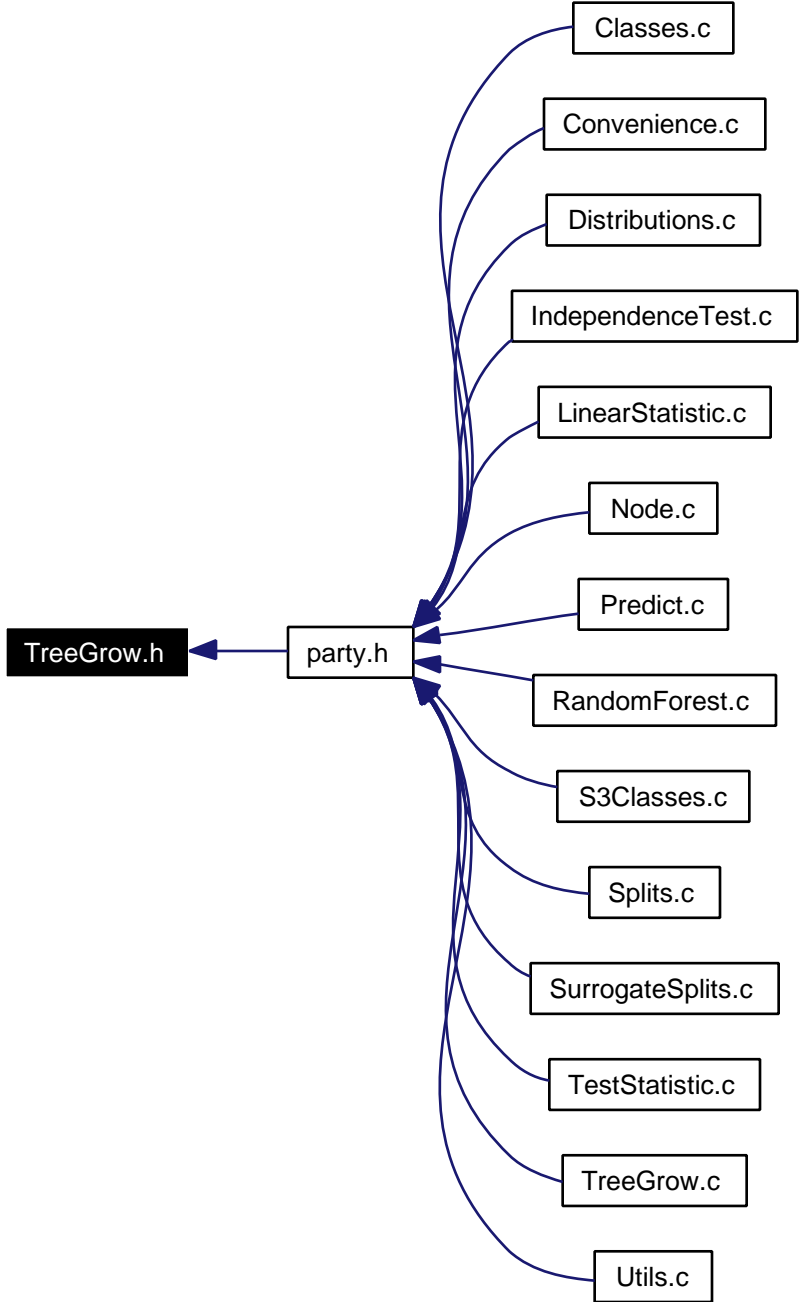 Classes.c
Convenience.c
Distributions.c
IndependenceTest.c
LinearStatistic.c
Node.c
Predict.c
TreeGrow.h
party.h
RandomForest.c
S3Classes.c
Splits.c
SurrogateSplits.c
TestStatistic.c
TreeGrow.c
Utils.c